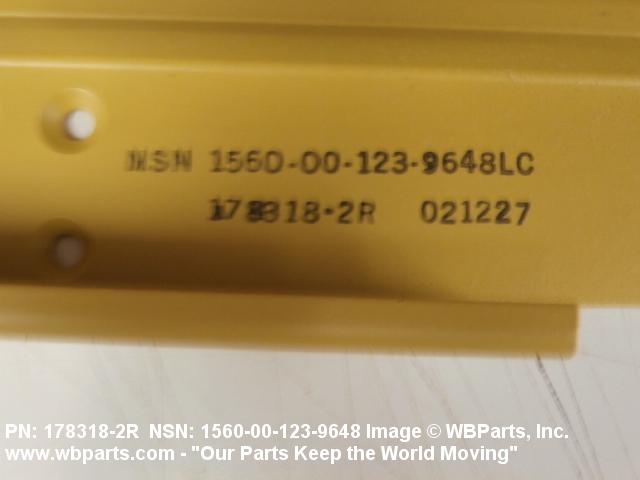 NSN 1560-00-123-9648LC
178318-2R 021227
PN: 178318-2R NSN: 1560-00-123-9648 Image © WBParts, Inc.
www.wbparts.com - "Our Parts Keep the World Moving"